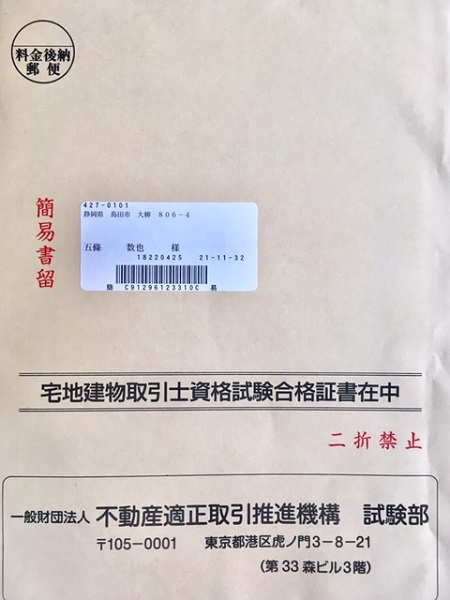 料金後納
郵便
簡易書留
427-0101
静岡県 島田市 大柳 806-4
五條 数也 様
18220425 21-11-32
簡 C91296123310C 易
宅地建物取引士資格試験合格証書在中
二折禁止
一般財団法人 不動産適正取引推進機構 試験部
〒105-0001 東京都港区虎ノ門3-8-21
(第33森ビル3階)